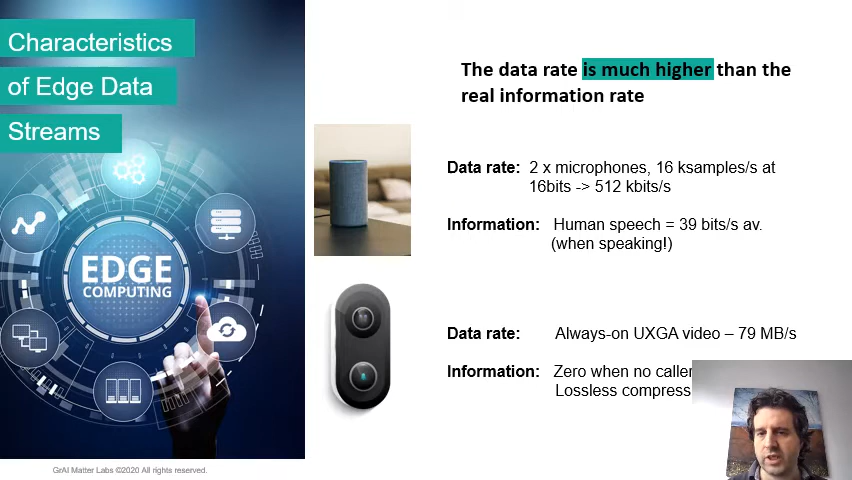 Characteristics
of Edge Data
Streams
EDGE
COMPUTING
The data rate is much higher than the
real information rate
Data rate: 2 x microphones, 16 ksamples/s at
16bits -> 512 kbits/s
Information: Human speech = 39 bits/s av.
(when speaking!)
Data rate: Always-on UXGA video – 79 MB/s
Information: Zero when no caller
Lossless compress
GrAI Matter Labs ©2020 All rights reserved.